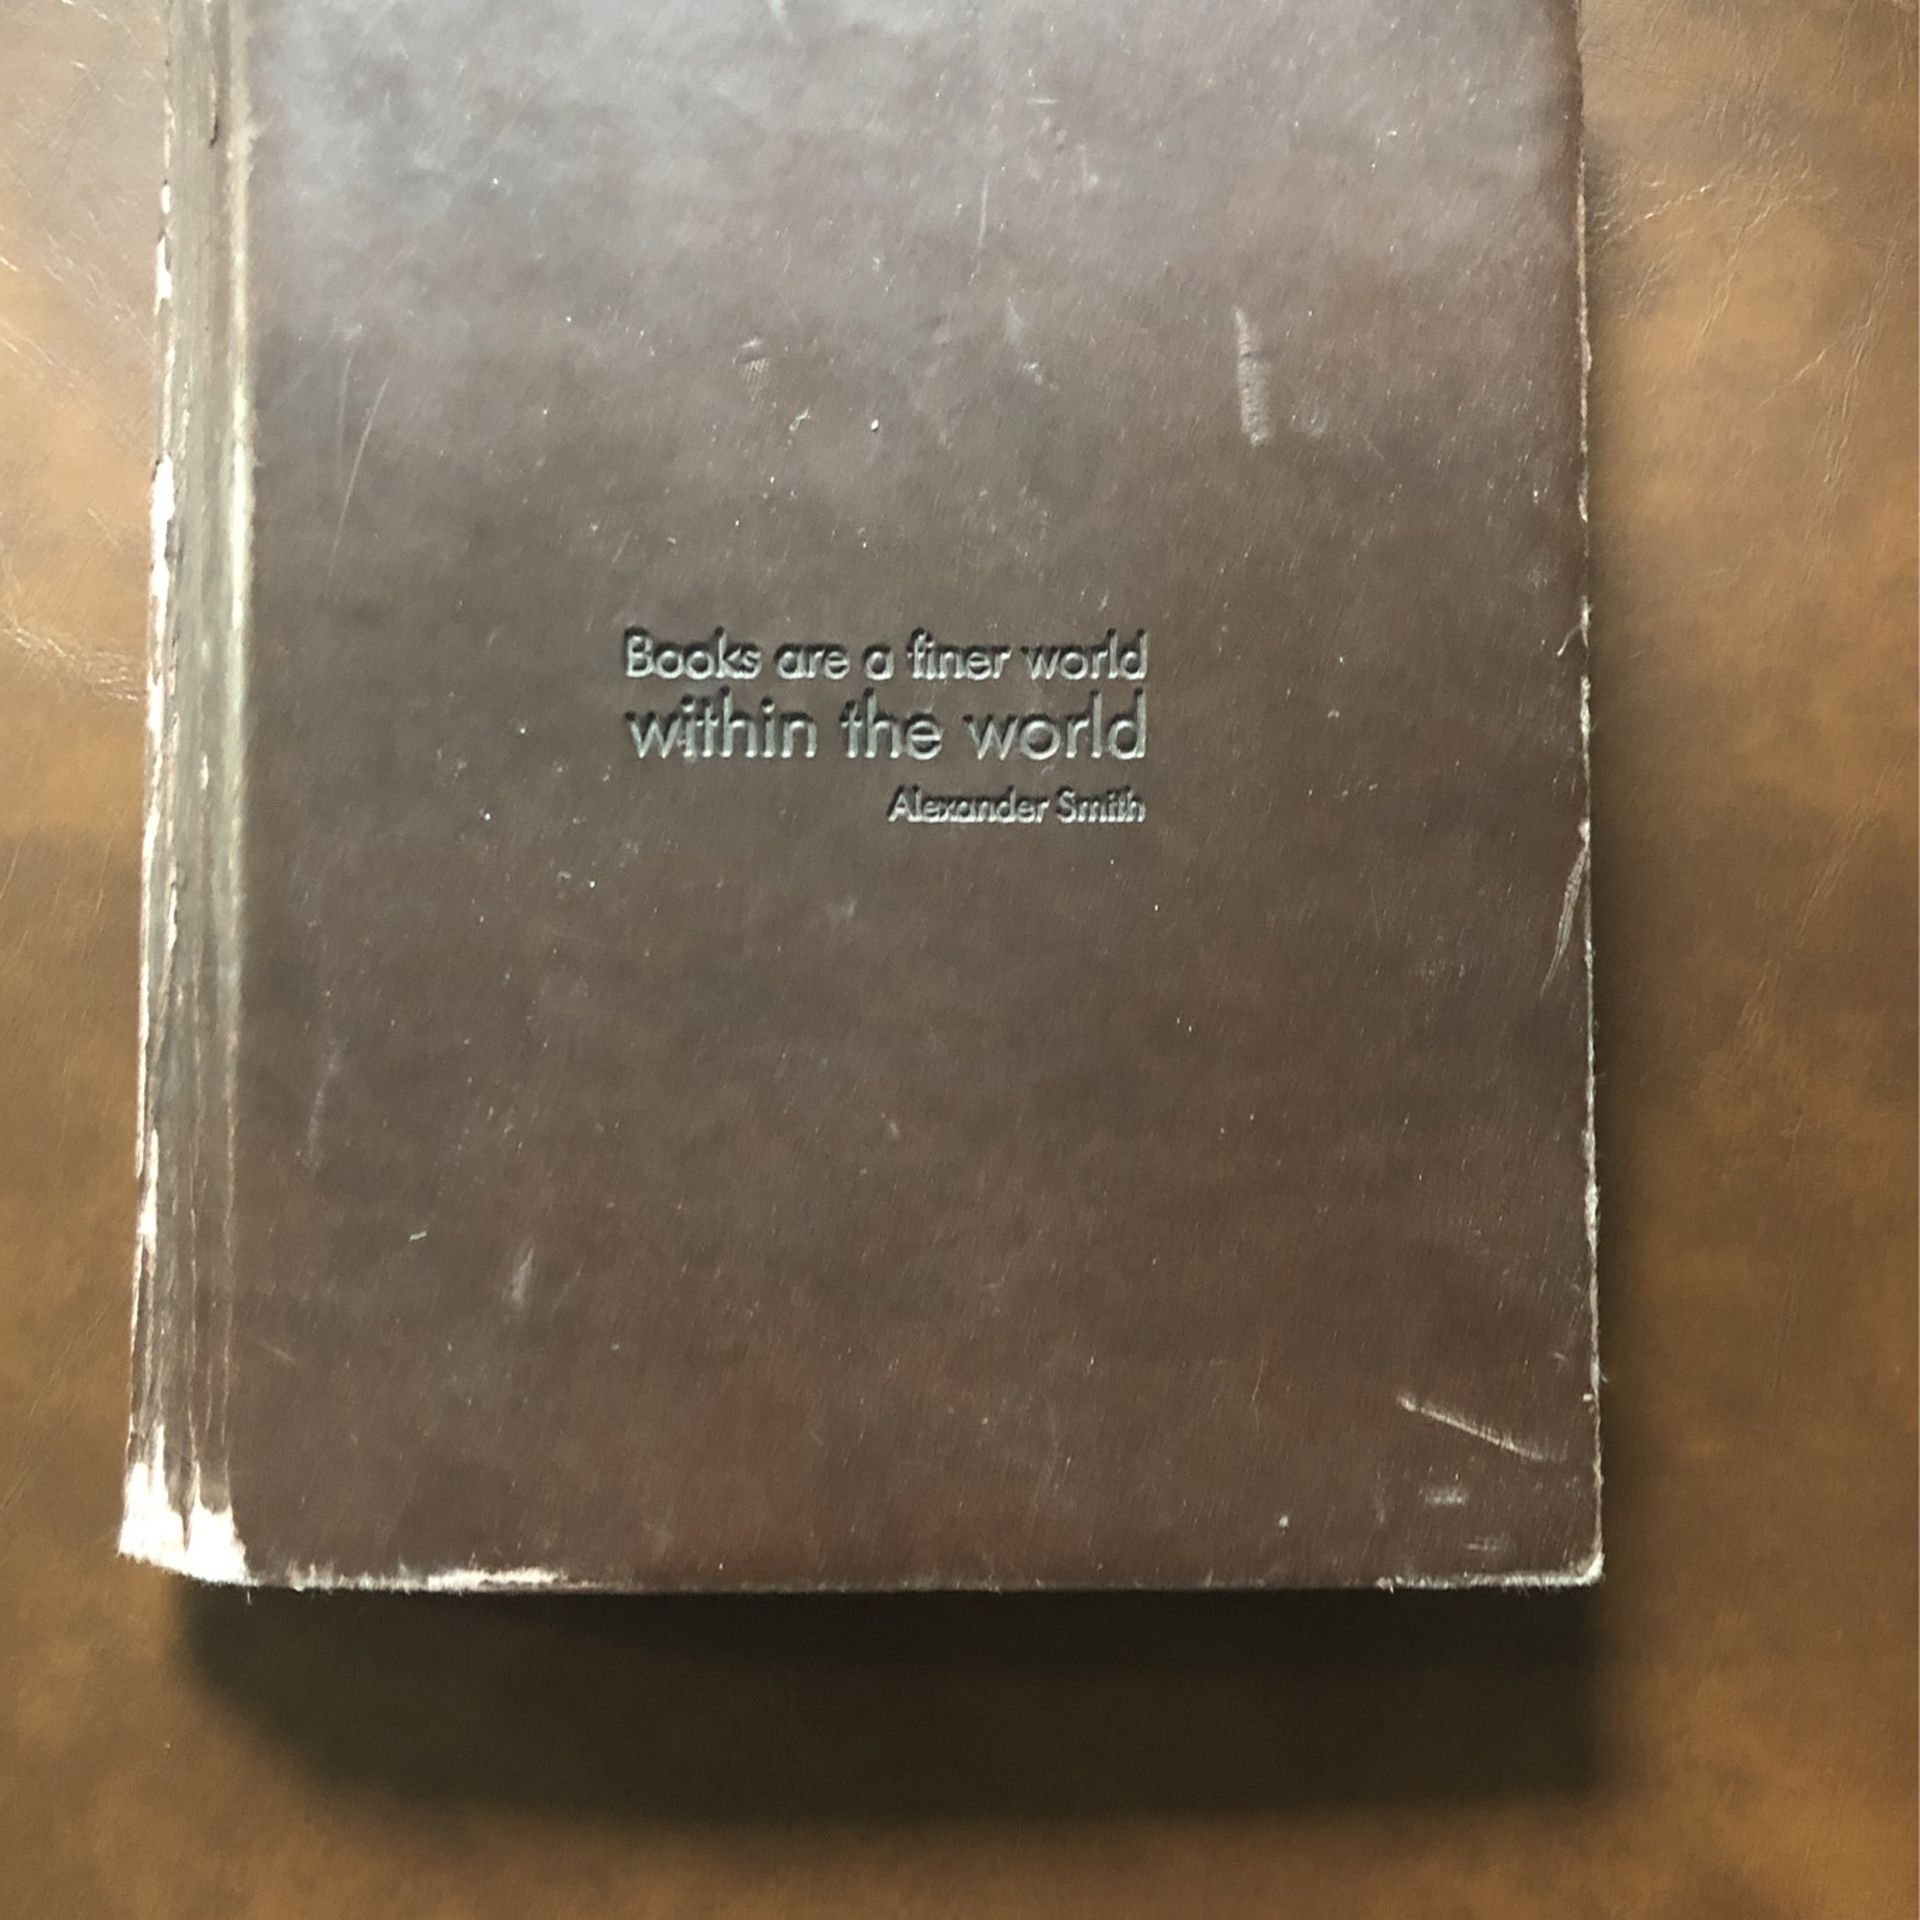 Books are a finer world
within the world
Alexander Smith